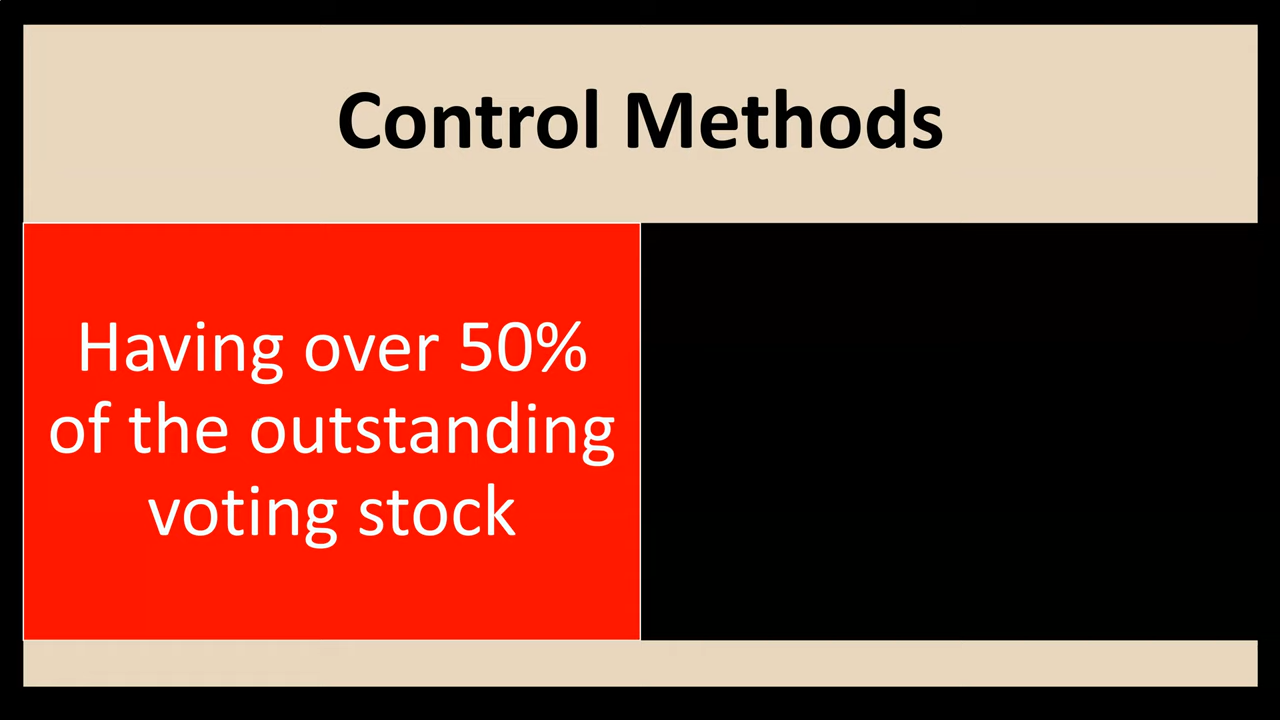 Control Methods
Having over 50%
of the outstanding
voting stock